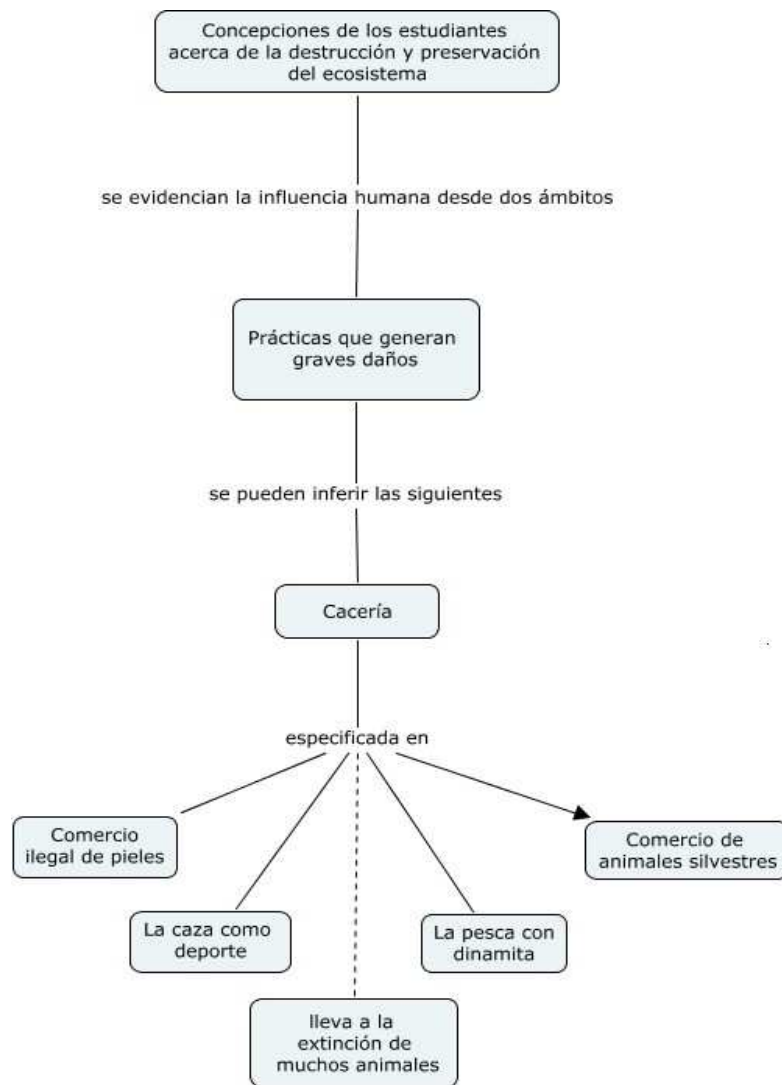 Concepciones de los estudiantes
acerca de la destrucción y preservación
del ecosistema
se evidencian la influencia humana desde dos ámbitos
Prácticas que generan
graves daños
se pueden inferir las siguientes
Cacería
especificada en
Comercio
ilegal de pieles
Comercio de
animales silvestres
La caza como
deporte
La pesca con
dinamita
lleva a la
extinción de
muchos animales